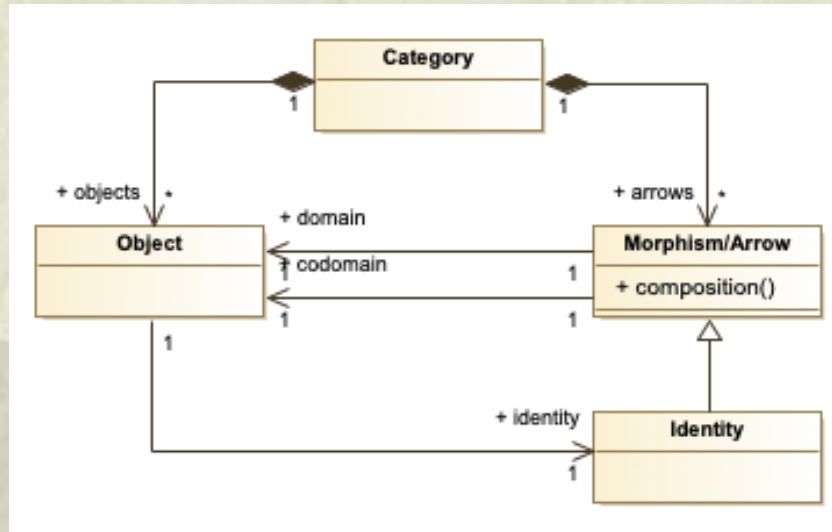 Category
1
1
+ objects
*
+ arrows
*
Object
+ domain
1
1
+ codomain
1
1
Morphism/Arrow
+ composition()
1
+ identity
1
Identity